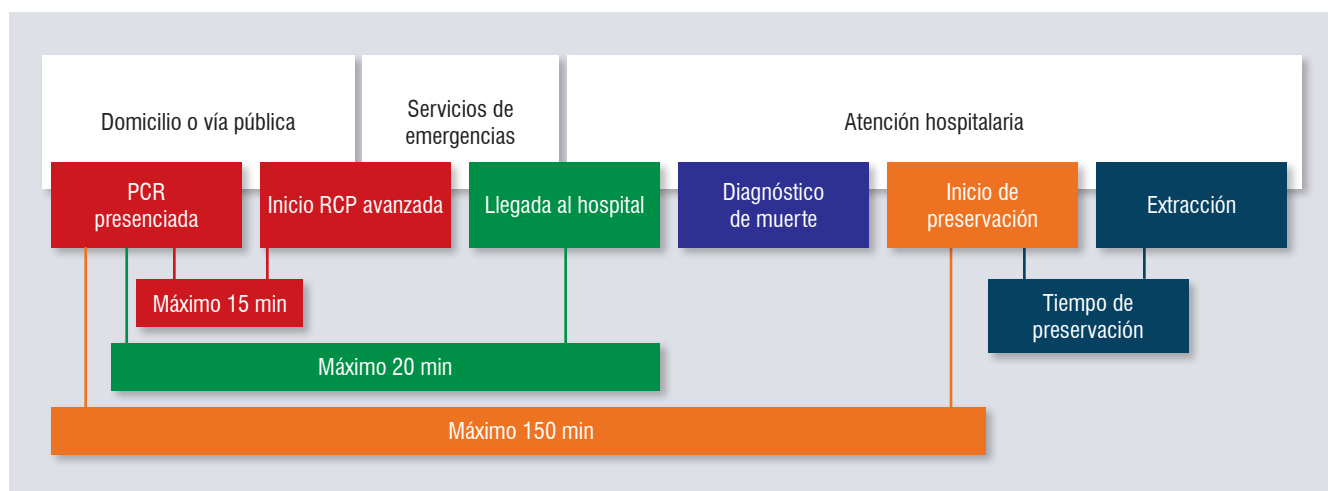 Domicilio o vía pública
Servicios de
emergencias
Atención hospitalaria
PCR
presenciada
Inicio RCP avanzada
Llegada al hospital
Diagnóstico
de muerte
Inicio de
preservación
Extracción
Máximo 15 min
Tiempo de
preservación
Máximo 20 min
Máximo 150 min